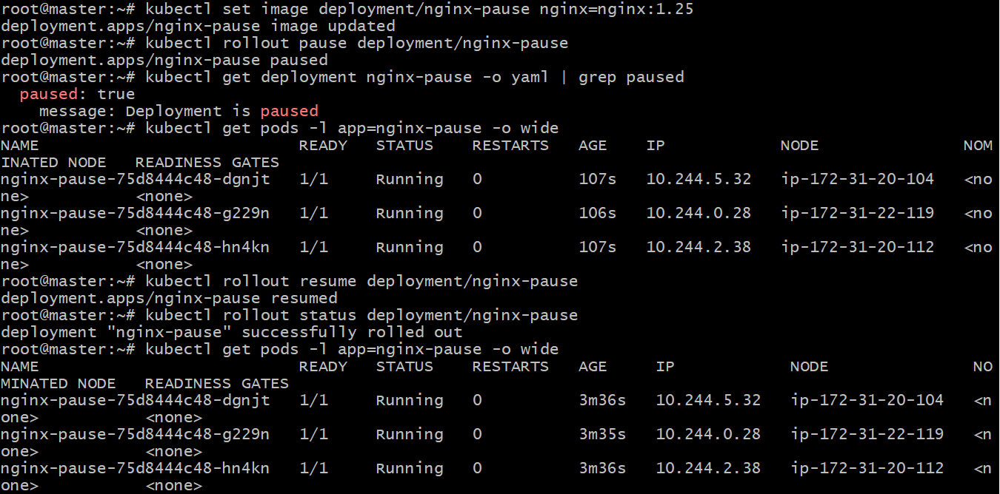 root@master:~# kubectl set image deployment/nginx-pause nginx=nginx:1.25
deployment.apps/nginx-pause image updated
root@master:~# kubectl rollout pause deployment/nginx-pause
deployment.apps/nginx-pause paused
root@master:~# kubectl get deployment nginx-pause -o yaml | grep paused
  paused: true
    message: Deployment is paused
root@master:~# kubectl get pods -l app=nginx-pause -o wide
NAME                           READY   STATUS    RESTARTS   AGE    IP            NODE               NOM
INATED NODE   READINESS GATES
nginx-pause-75d8444c48-dgnjt   1/1     Running   0          107s   10.244.5.32   ip-172-31-20-104   <no
ne>           <none>
nginx-pause-75d8444c48-g229n   1/1     Running   0          106s   10.244.0.28   ip-172-31-22-119   <no
ne>           <none>
nginx-pause-75d8444c48-hn4kn   1/1     Running   0          107s   10.244.2.38   ip-172-31-20-112   <no
ne>           <none>
root@master:~# kubectl rollout resume deployment/nginx-pause
deployment.apps/nginx-pause resumed
root@master:~# kubectl rollout status deployment/nginx-pause
deployment "nginx-pause" successfully rolled out
root@master:~# kubectl get pods -l app=nginx-pause -o wide
NAME                           READY   STATUS    RESTARTS   AGE     IP            NODE               NO
MINATED NODE   READINESS GATES
nginx-pause-75d8444c48-dgnjt   1/1     Running   0          3m36s   10.244.5.32   ip-172-31-20-104   <n
one>           <none>
nginx-pause-75d8444c48-g229n   1/1     Running   0          3m35s   10.244.0.28   ip-172-31-22-119   <n
one>           <none>
nginx-pause-75d8444c48-hn4kn   1/1     Running   0          3m36s   10.244.2.38   ip-172-31-20-112   <n
one>           <none>